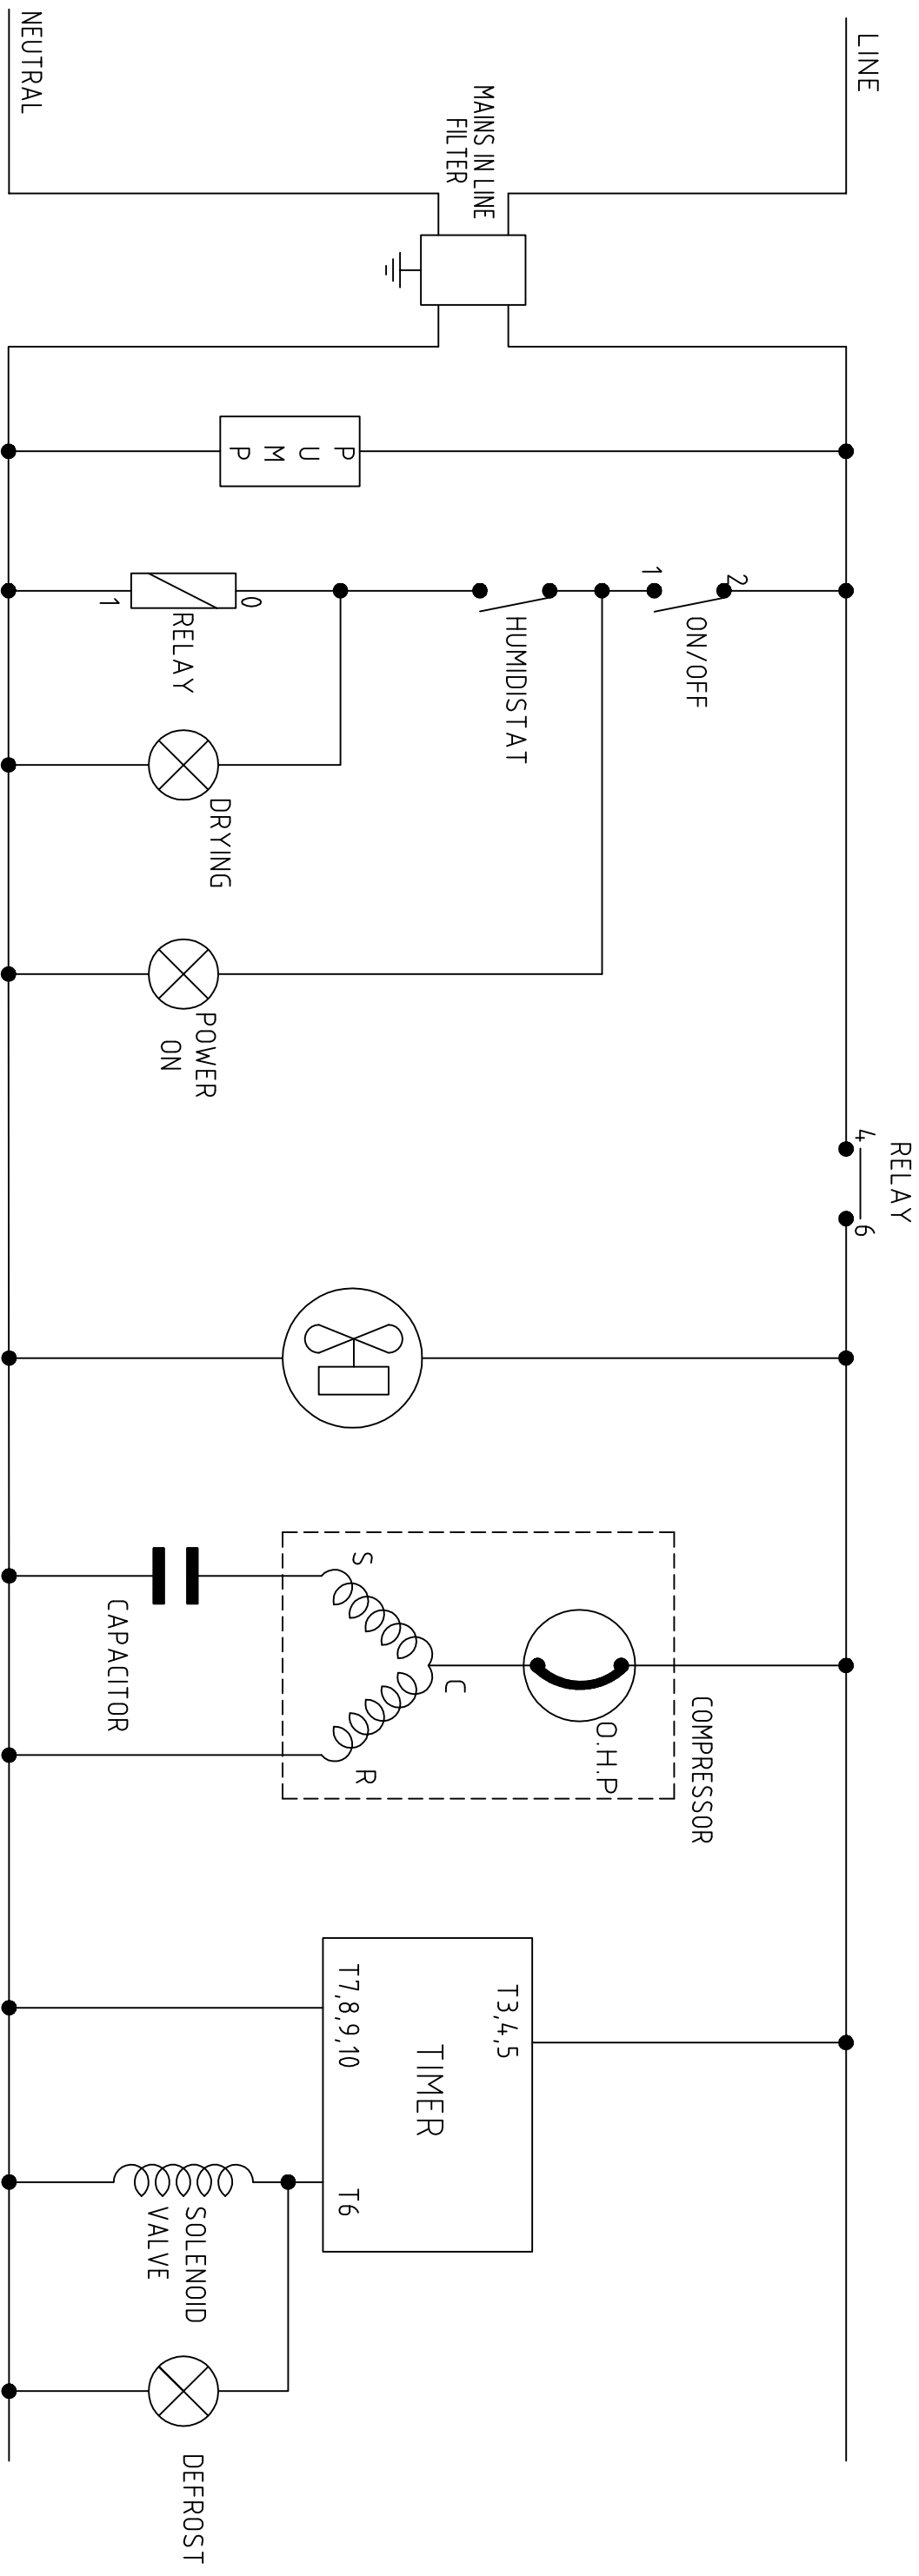 LINE
NEUTRAL
MAINS IN LINE
FILTER
P
U
M
P
2
1
ON/OFF
HUMIDISTAT
0
1
RELAY
DRYING
POWER
ON
RELAY
4
6
COMPRESSOR
O.H.P
C
S
R
CAPACITOR
T3,4,5
TIMER
T7,8,9,10
T6
SOLENOID
VALVE
DEFROST